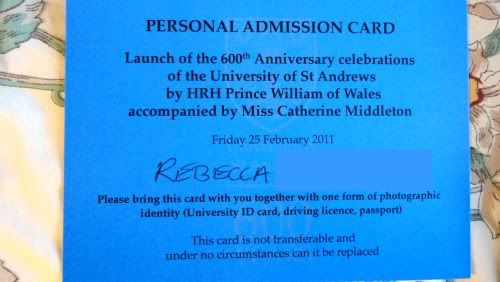 PERSONAL ADMISSION CARD
Launch of the 600th Anniversary celebrations
of the University of St Andrews
by HRH Prince William of Wales
accompanied by Miss Catherine Middleton
Friday 25 February 2011
REBECCA
Please bring this card with you together with one form of photographic
identity (University ID card, driving licence, passport)
This card is not transferable and
under no circumstances can it be replaced